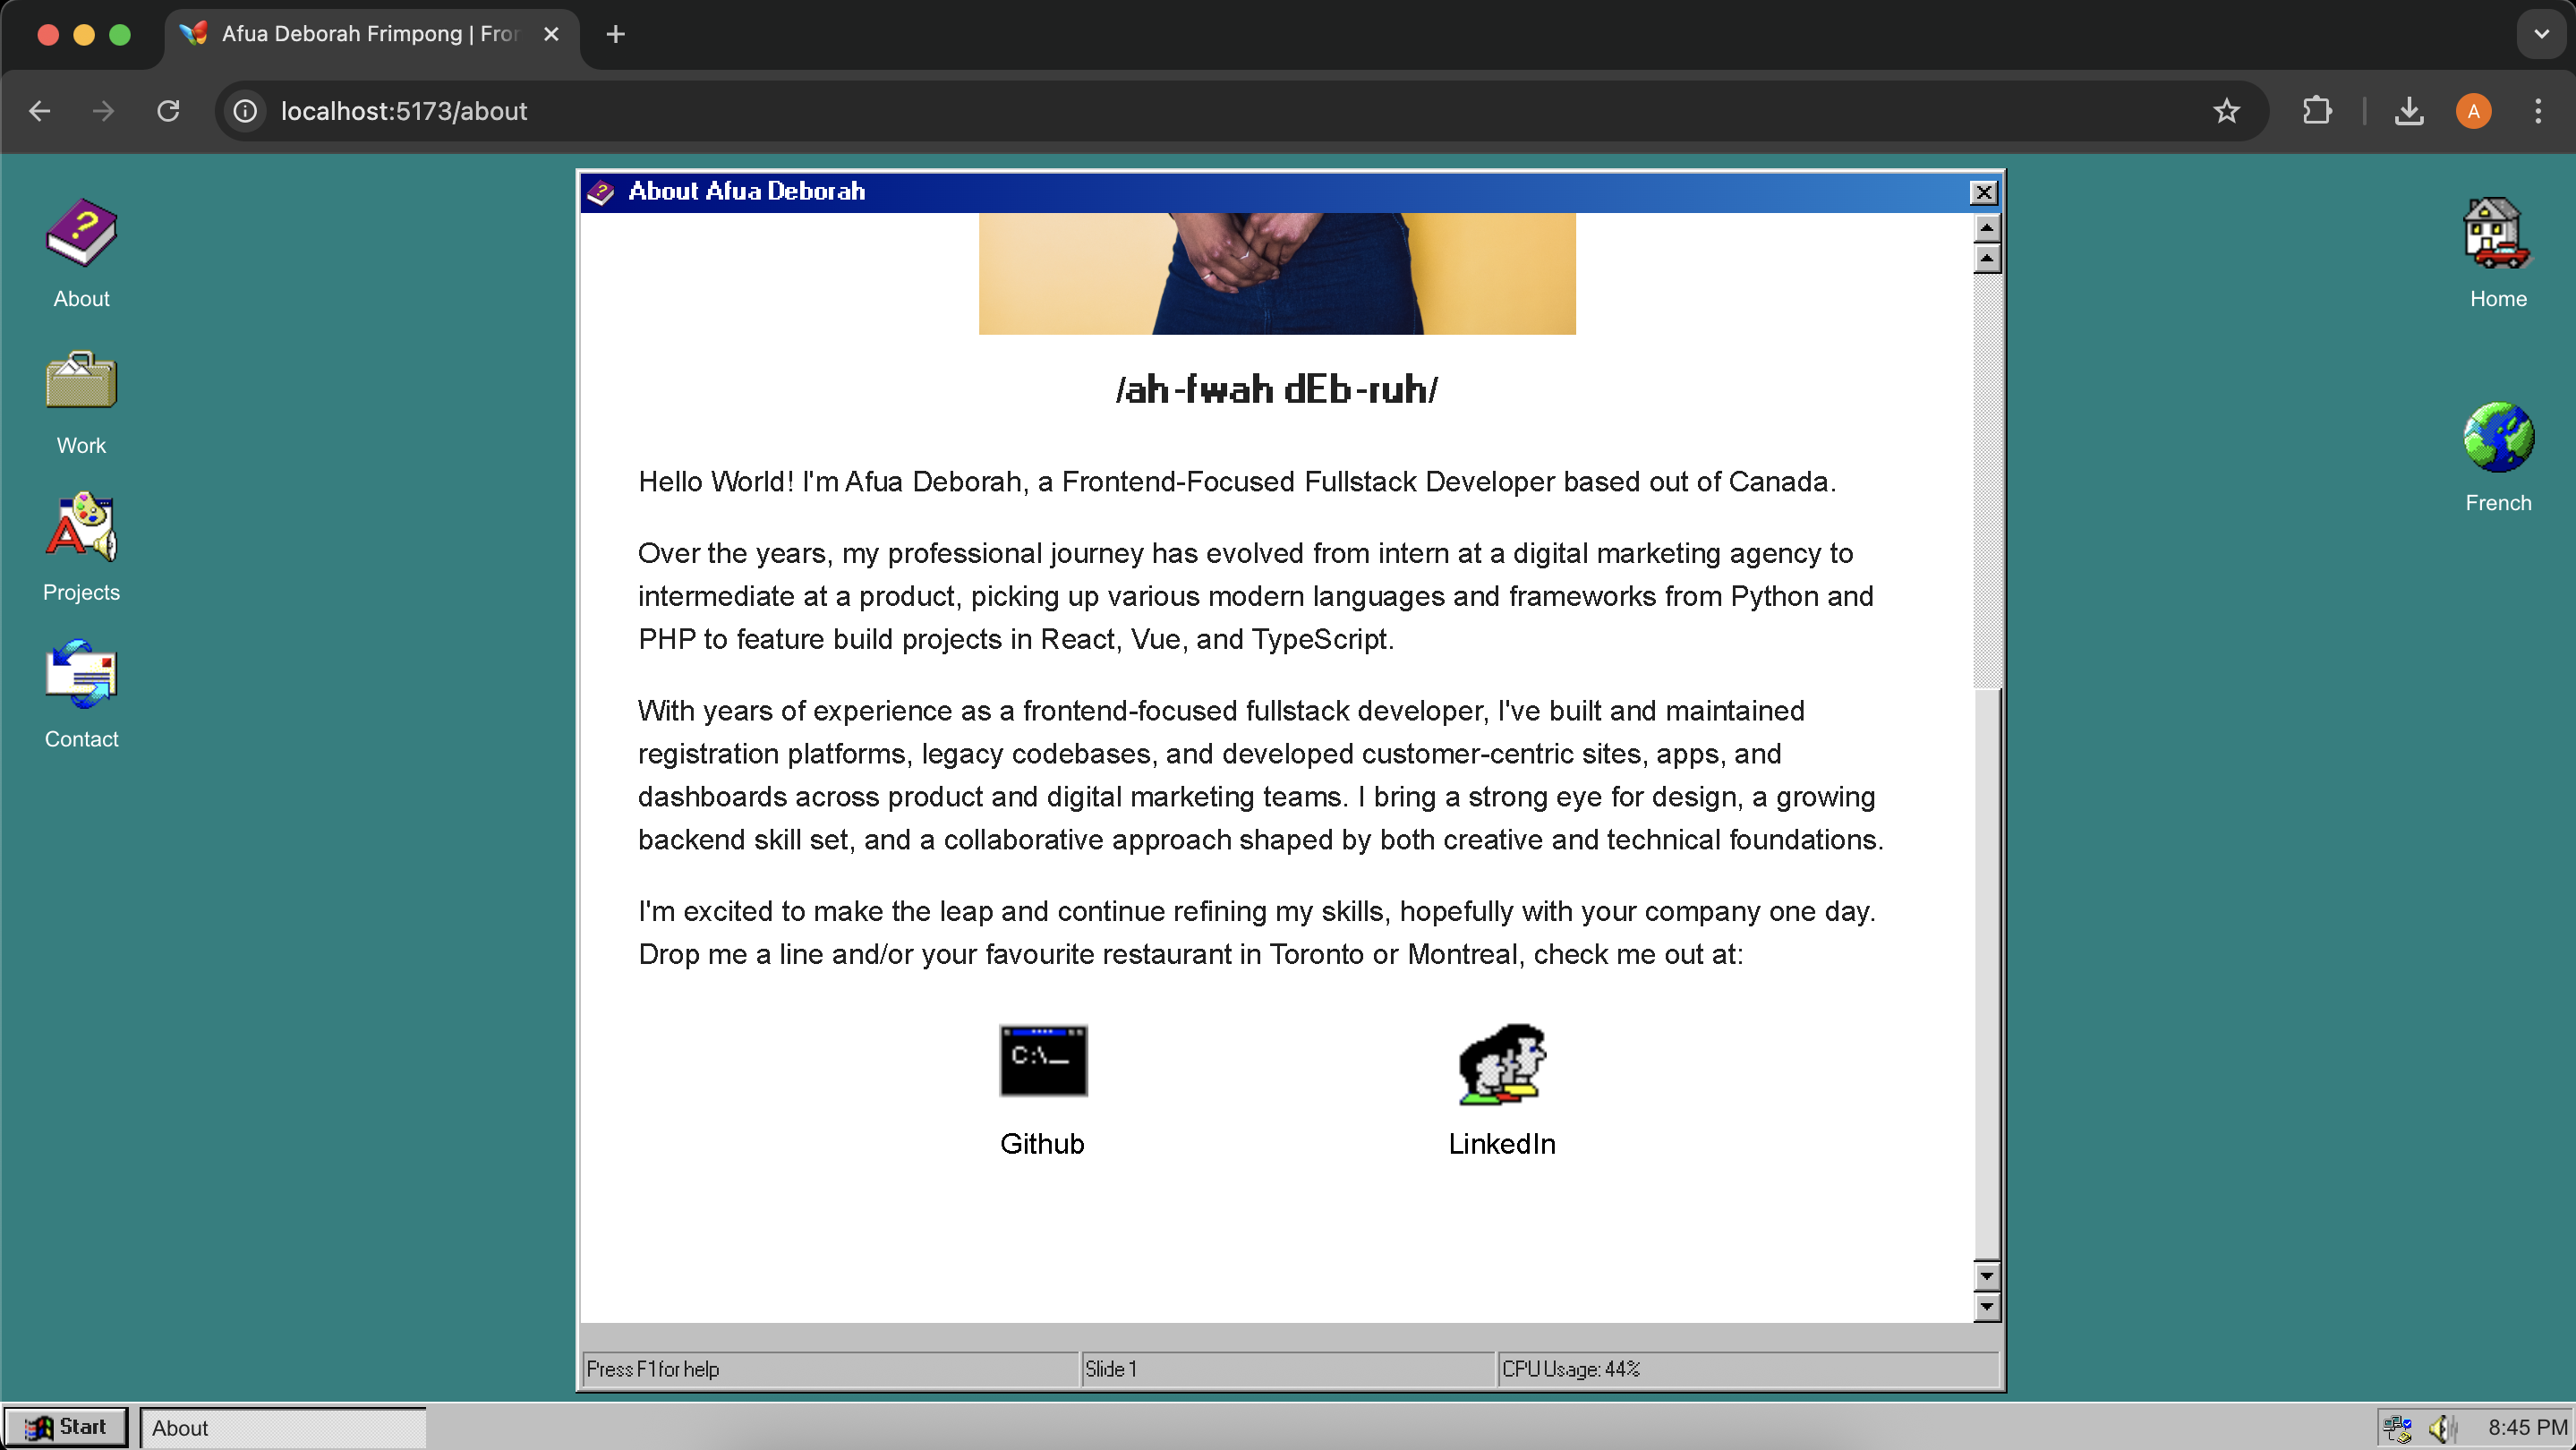 Afua Deborah Frimpong | Fror
localhost:5173/about
A
About
Work
Projects
Contact
Home
French
About Afua Deborah
/ah-fwah dEb-ruh/
Hello World! I'm Afua Deborah, a Frontend-Focused Fullstack Developer based out of Canada.
Over the years, my professional journey has evolved from intern at a digital marketing agency to
intermediate at a product, picking up various modern languages and frameworks from Python and
PHP to feature build projects in React, Vue, and TypeScript.
With years of experience as a frontend-focused fullstack developer, I've built and maintained
registration platforms, legacy codebases, and developed customer-centric sites, apps, and
dashboards across product and digital marketing teams. I bring a strong eye for design, a growing
backend skill set, and a collaborative approach shaped by both creative and technical foundations.
I'm excited to make the leap and continue refining my skills, hopefully with your company one day.
Drop me a line and/or your favourite restaurant in Toronto or Montreal, check me out at:
C:\_
Github
LinkedIn
Press F1 for help
Slide 1
CPU Usage: 44%
Start
About
8:45 PM